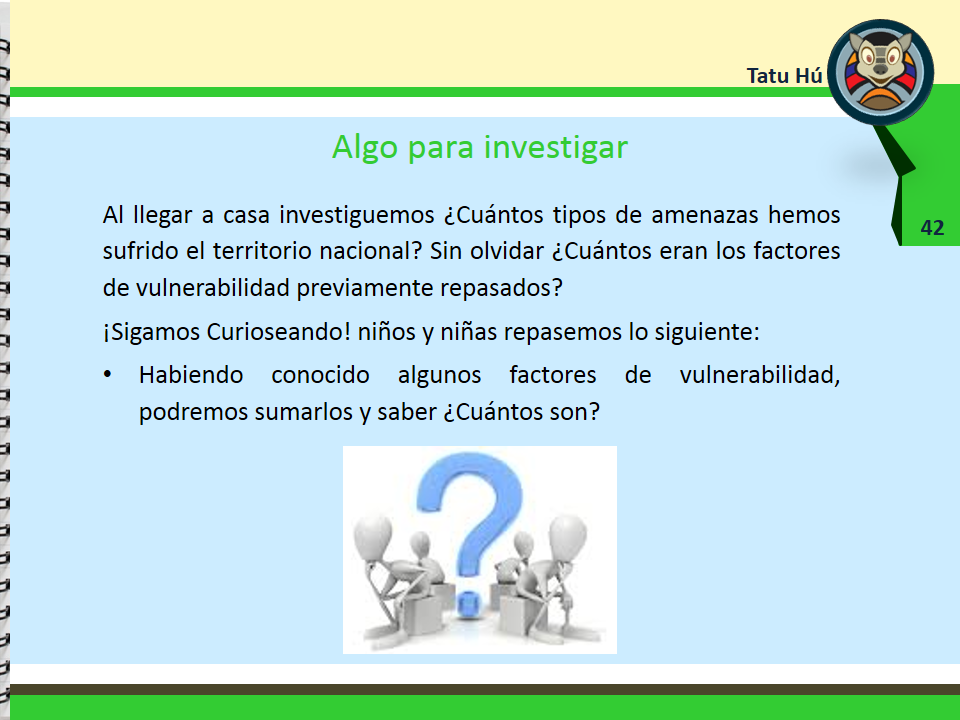 Tatu Hú
Algo para investigar
Al llegar a casa investiguemos ¿Cuántos tipos de amenazas hemos
sufrido el territorio nacional? Sin olvidar ¿Cuántos eran los factores
de vulnerabilidad previamente repasados?
42
¡Sigamos Curioseando! niños y niñas repasemos lo siguiente:
• Habiendo conocido algunos factores de vulnerabilidad,
podremos sumarlos y saber ¿Cuántos son?